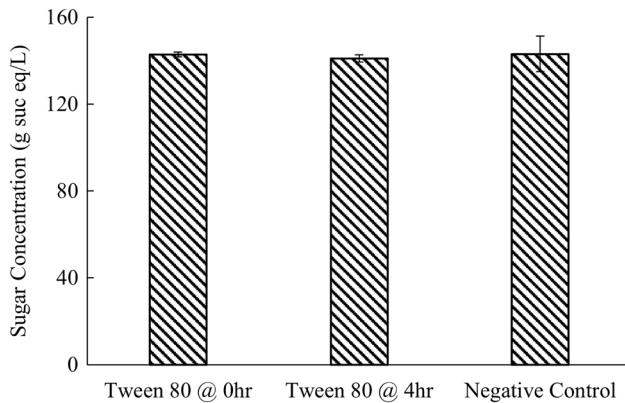 160
120
80
40
0
Sugar Concentration (g suc eq/L)
Tween 80 @ 0hr Tween 80 @ 4hr Negative Control